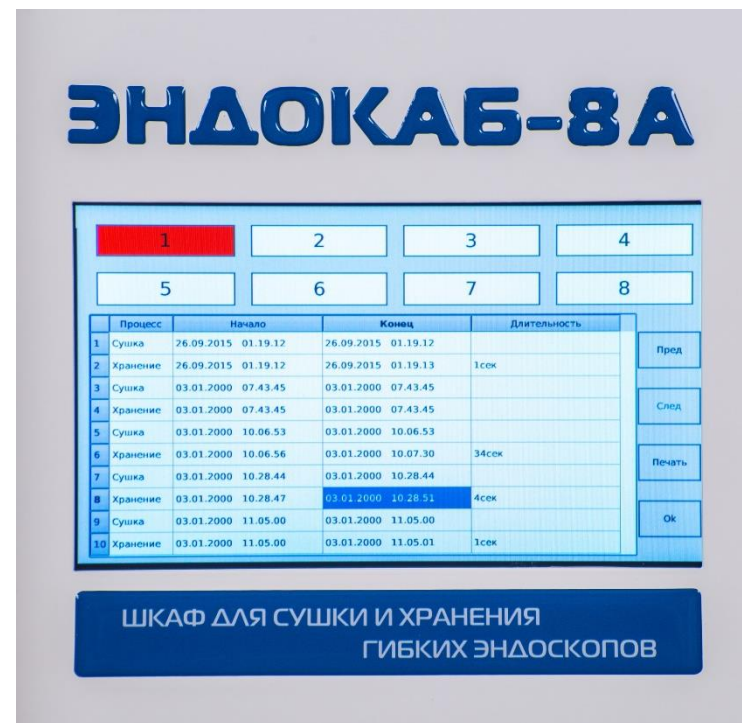 ЭНДОКАБ-8А
1 2 3 4
5 6 7 8
Процесс Начало Конец Длительность
1 Сушка 26.09.2015 01.19.12 26.09.2015 01.19.12
2 Хранение 26.09.2015 01.19.12 26.09.2015 01.19.13 1сек
3 Сушка 03.01.2000 07.43.45 03.01.2000 07.43.45
4 Хранение 03.01.2000 07.43.45 03.01.2000 07.43.45
5 Сушка 03.01.2000 10.06.53 03.01.2000 10.06.53
6 Хранение 03.01.2000 10.06.56 03.01.2000 10.07.30 34сек
7 Сушка 03.01.2000 10.28.44 03.01.2000 10.28.44
8 Хранение 03.01.2000 10.28.47 03.01.2000 10.28.51 4сек
9 Сушка 03.01.2000 11.05.00 03.01.2000 11.05.00
10 Хранение 03.01.2000 11.05.00 03.01.2000 11.05.01 1сек
Пред
След
Печать
Ok
ШКАФ ДЛЯ СУШКИ И ХРАНЕНИЯ
ГИБКИХ ЭНДОСКОПОВ